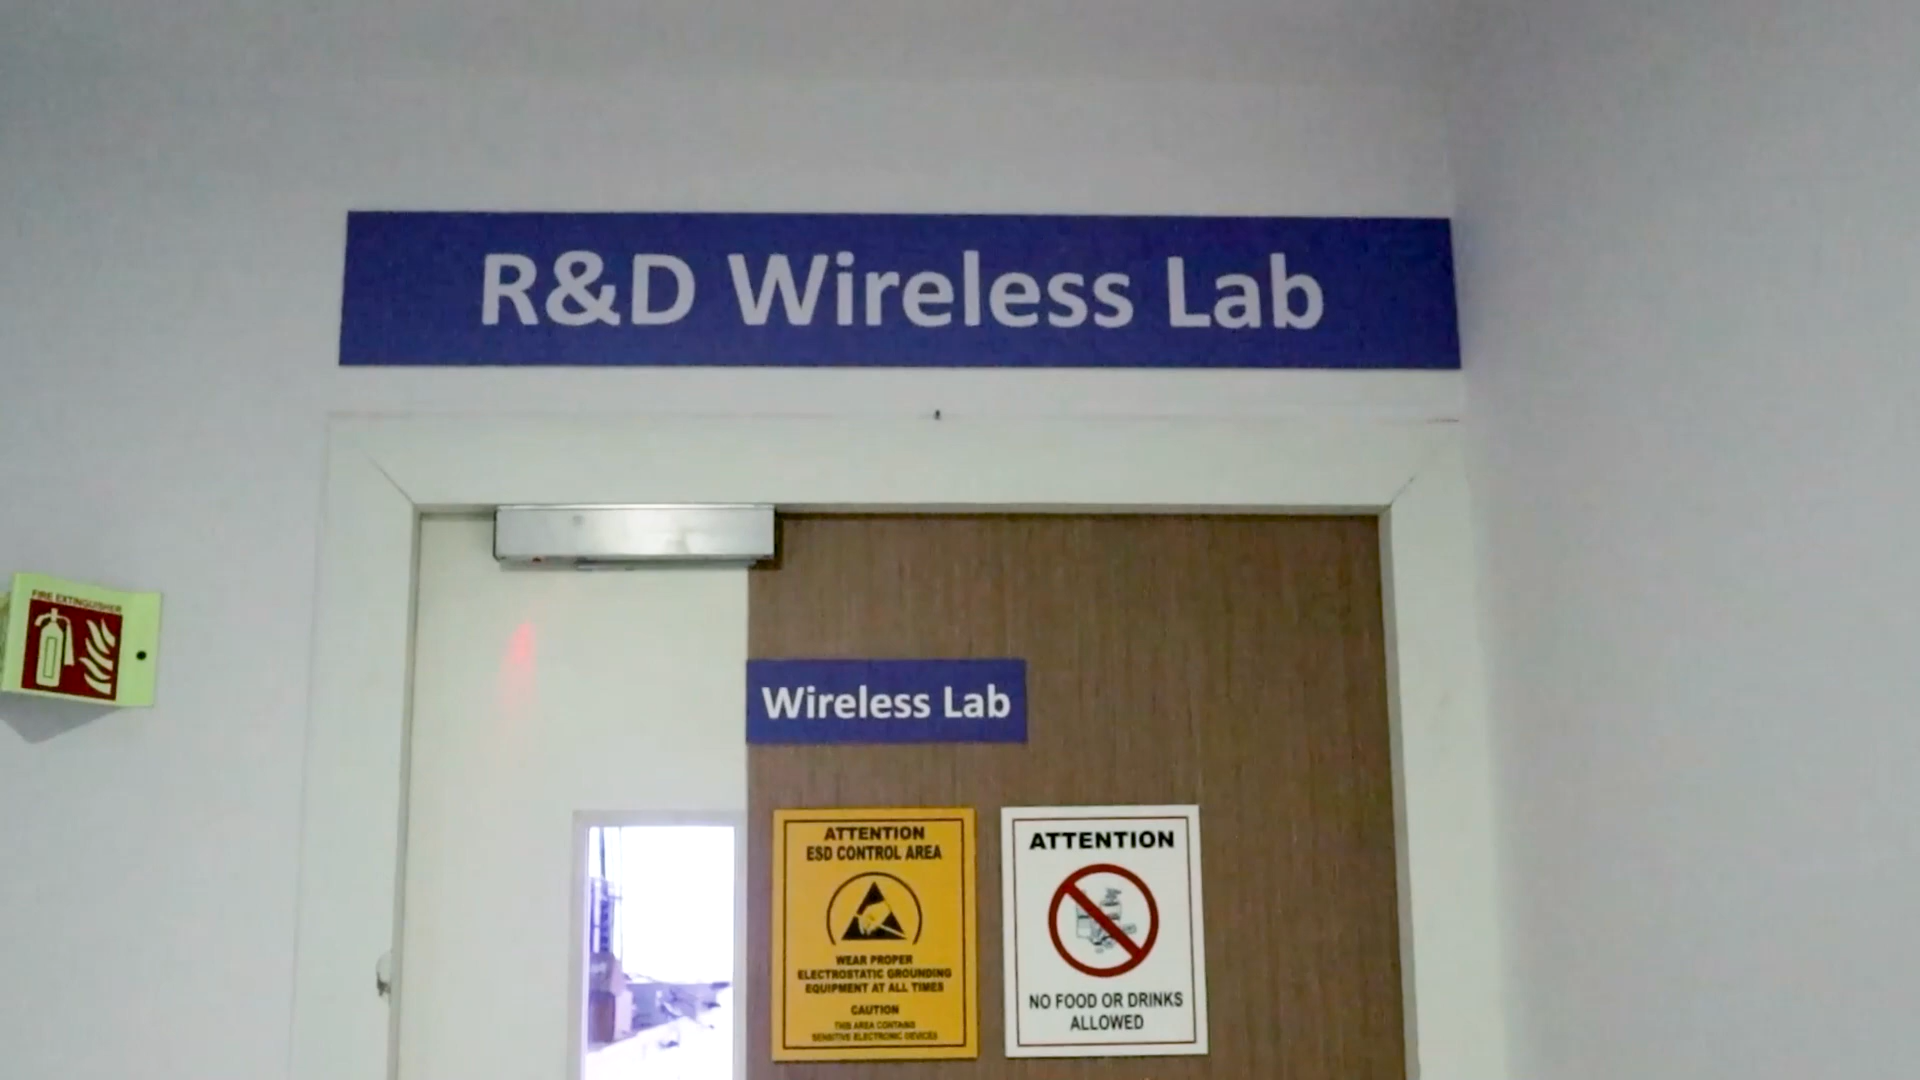 R&D Wireless Lab
FIRE EXTINGUISHER
Wireless Lab
ATTENTION
ESD CONTROL AREA
WEAR PROPER
ELECTROSTATIC GROUNDING
EQUIPMENT AT ALL TIMES
CAUTION
THIS AREA CONTAINS
SENSITIVE ELECTRONIC DEVICES
ATTENTION
NO FOOD OR DRINKS
ALLOWED